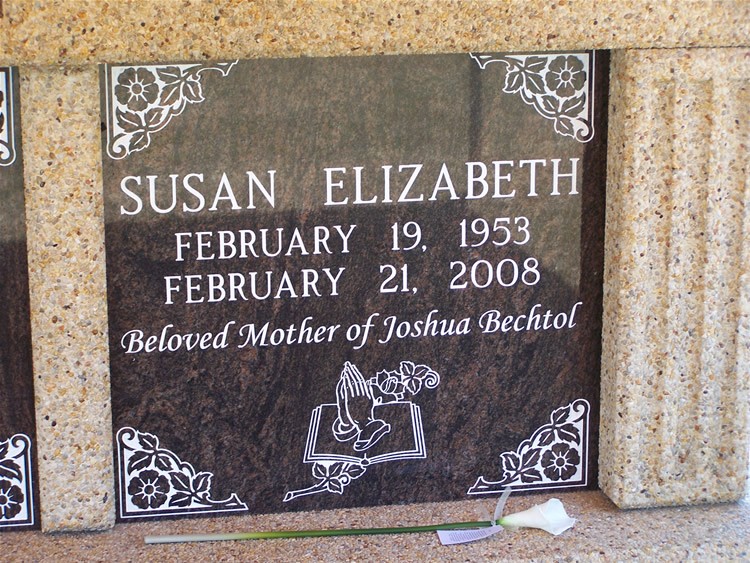 SUSAN ELIZABETH
FEBRUARY 19, 1953
FEBRUARY 21, 2008
Beloved Mother of Joshua Bechtol